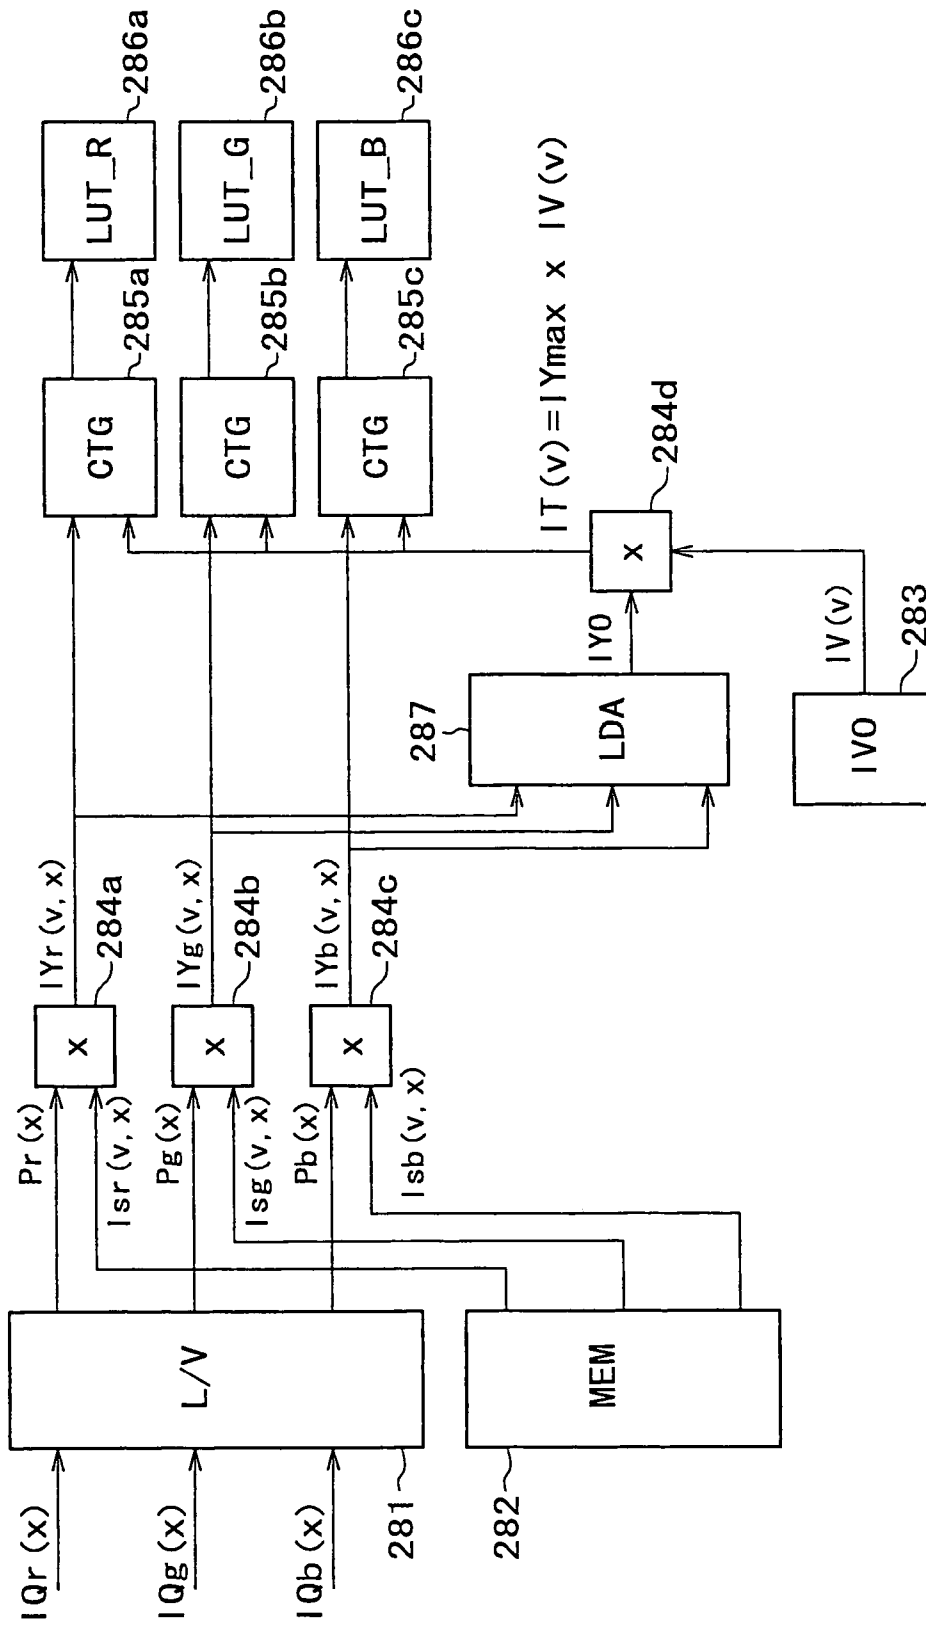 IQr(x)
IQg(x)
IQb(x)
L/V
281
MEM
282
Pr(x)
Isr(v,x)
Pg(x)
Isg(v,x)
Pb(x)
Isb(v,x)
x
284a
x
284b
x
284c
IYr(v,x)
IYg(v,x)
IYb(v,x)
287
LDA
IVO
283
IYO
IV(v)
x
284d
IT(v)=IYmax x IV(v)
CTG
285a
CTG
285b
CTG
285c
LUT_R
286a
LUT_G
286b
LUT_B
286c